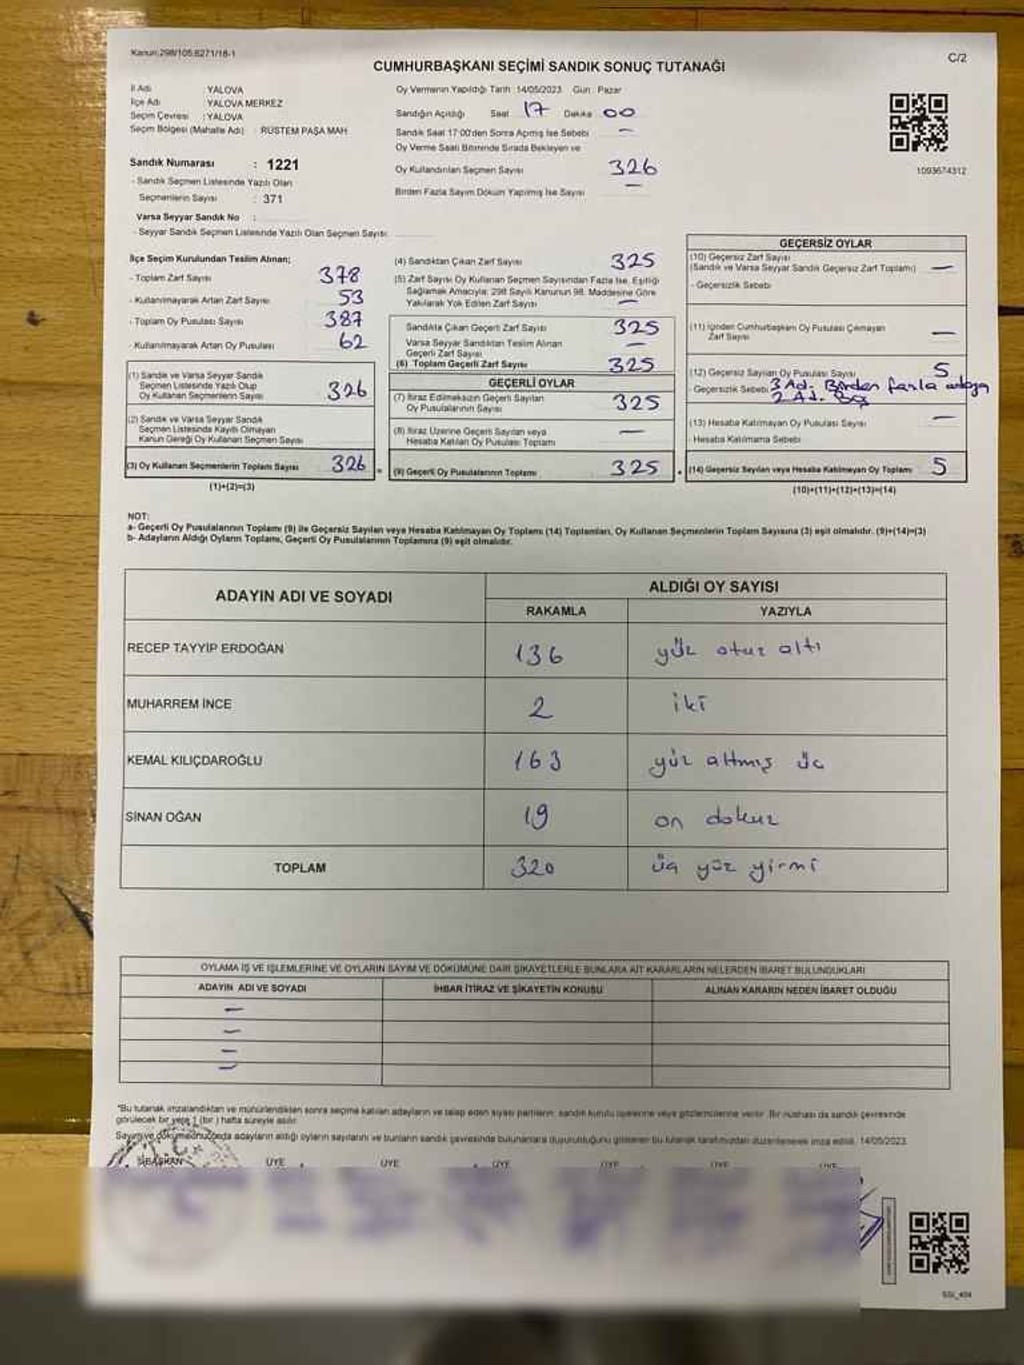 Kanun:298/105;6271/18-1
C/2
CUMHURBAŞKANI SEÇİMİ SANDIK SONUÇ TUTANAĞI
İl Adı : YALOVA
İlçe Adı : YALOVA MERKEZ
Seçim Çevresi : YALOVA
Seçim Bölgesi (Mahalle Adı) : RÜSTEM PAŞA MAH
Sandık Numarası : 1221
- Sandık Seçmen Listesinde Yazılı Olan
Seçmenlerin Sayısı : 371
Varsa Seyyar Sandık No :
- Seyyar Sandık Seçmen Listesinde Yazılı Olan Seçmen Sayısı:
Oy Vermenin Yapıldığı Tarih :14/05/2023 Gün : Pazar
Sandığın Açıldığı Saat 17 Dakika 00
Sandık Saat 17:00'den Sonra Açmış İse Sebebi —
Oy Verme Saati Bitiminde Sırada Bekleyen ve
Oy Kullandırılan Seçmen Sayısı 326
Birden Fazla Sayım Döküm Yapılmış İse Sayısı —
1093674312
İlçe Seçim Kurulundan Teslim Alınan;
- Toplam Zarf Sayısı 378
- Kullanılmayarak Artan Zarf Sayısı 53
- Toplam Oy Pusulası Sayısı 387
- Kullanılmayarak Artan Oy Pusulası 62
(1) Sandık ve Varsa Seyyar Sandık
Seçmen Listesinde Yazılı Olup
Oy Kullanan Seçmenlerin Sayısı 326
(2) Sandık ve Varsa Seyyar Sandık
Seçmen Listesinde Kayıtlı Olmayan
Kanun Gereği Oy Kullanan Seçmen Sayısı
(3) Oy Kullanan Seçmenlerin Toplam Sayısı 326
(1)+(2)=(3)
(4) Sandıktan Çıkan Zarf Sayısı 325
(5) Zarf Sayısı Oy Kullanan Seçmen Sayısından Fazla İse, Eşitliği
Sağlamak Amacıyla; 298 Sayılı Kanunun 98. Maddesine Göre
Yakılarak Yok Edilen Zarf Sayısı —
Sandıkta Çıkan Geçerli Zarf Sayısı 325
Varsa Seyyar Sandıktan Teslim Alınan
Geçerli Zarf Sayısı —
(6) Toplam Geçerli Zarf Sayısı 325
GEÇERLİ OYLAR
(7) İtiraz Edilmeksizin Geçerli Sayılan
Oy Pusulalarının Sayısı 325
(8) İtiraz Üzerine Geçerli Sayılan veya
Hesaba Katılan Oy Pusulası Toplamı —
(9) Geçerli Oy Pusulalarının Toplamı 325
GEÇERSİZ OYLAR
(10) Geçersiz Zarf Sayısı
(Sandık ve Varsa Seyyar Sandık Geçersiz Zarf Toplamı) —
- Geçersizlik Sebebi
(11) İçinden Cumhurbaşkanı Oy Pusulası Çıkmayan
Zarf Sayısı —
(12) Geçersiz Sayılan Oy Pusulası Sayısı 5
- Geçersizlik Sebebi 3 Ad. Birden fazla adaya
2 Ad. Boş
(13) Hesaba Katılmayan Oy Pusulası Sayısı —
- Hesaba Katılmama Sebebi
(14) Geçersiz Sayılan veya Hesaba Katılmayan Oy Toplamı 5
(10)+(11)+(12)+(13)=(14)
NOT:
a- Geçerli Oy Pusulalarının Toplamı (9) ile Geçersiz Sayılan veya Hesaba Katılmayan Oy Toplamı (14) Toplamları, Oy Kullanan Seçmenlerin Toplam Sayısına (3) eşit olmalıdır. (9)+(14)=(3)
b- Adayların Aldığı Oyların Toplamı, Geçerli Oy Pusulalarının Toplamına (9) eşit olmalıdır.
ADAYIN ADI VE SOYADI
ALDIĞI OY SAYISI
RAKAMLA YAZIYLA
RECEP TAYYİP ERDOĞAN 136 yüz otuz altı
MUHARREM İNCE 2 iki
KEMAL KILIÇDAROĞLU 163 yüz altmış üç
SİNAN OĞAN 19 on dokuz
TOPLAM 320 üç yüz yirmi
OYLAMA İŞ VE İŞLEMLERİNE VE OYLARIN SAYIM VE DÖKÜMÜNE DAİR ŞİKAYETLERLE BUNLARA AİT KARARLARIN NELERDEN İBARET BULUNDUKLARI
ADAYIN ADI VE SOYADI İHBAR İTİRAZ VE ŞİKAYETİN KONUSU ALINAN KARARIN NEDEN İBARET OLDUĞU
—
—
—
—
"Bu tutanak imzalandıktan ve mühürlendikten sonra seçime katılan adayların ve talep eden siyasi partilerin; sandık kurulu üyelerine veya gözlemcilerine verilir. Bir nüshası da sandık çevresinde
görülecek bir yere 1 (bir) hafta süreyle asılır.
Sayım ve dökümde adayların aldığı oyların sayılarını ve bunların sandık çevresinde bulunanlara duyurulduğunu gösteren bu tutanak tarafımızdan düzenlenerek imza edildi. 14/05/2023
BAŞKAN ÜYE ÜYE ÜYE ÜYE ÜYE ÜYE